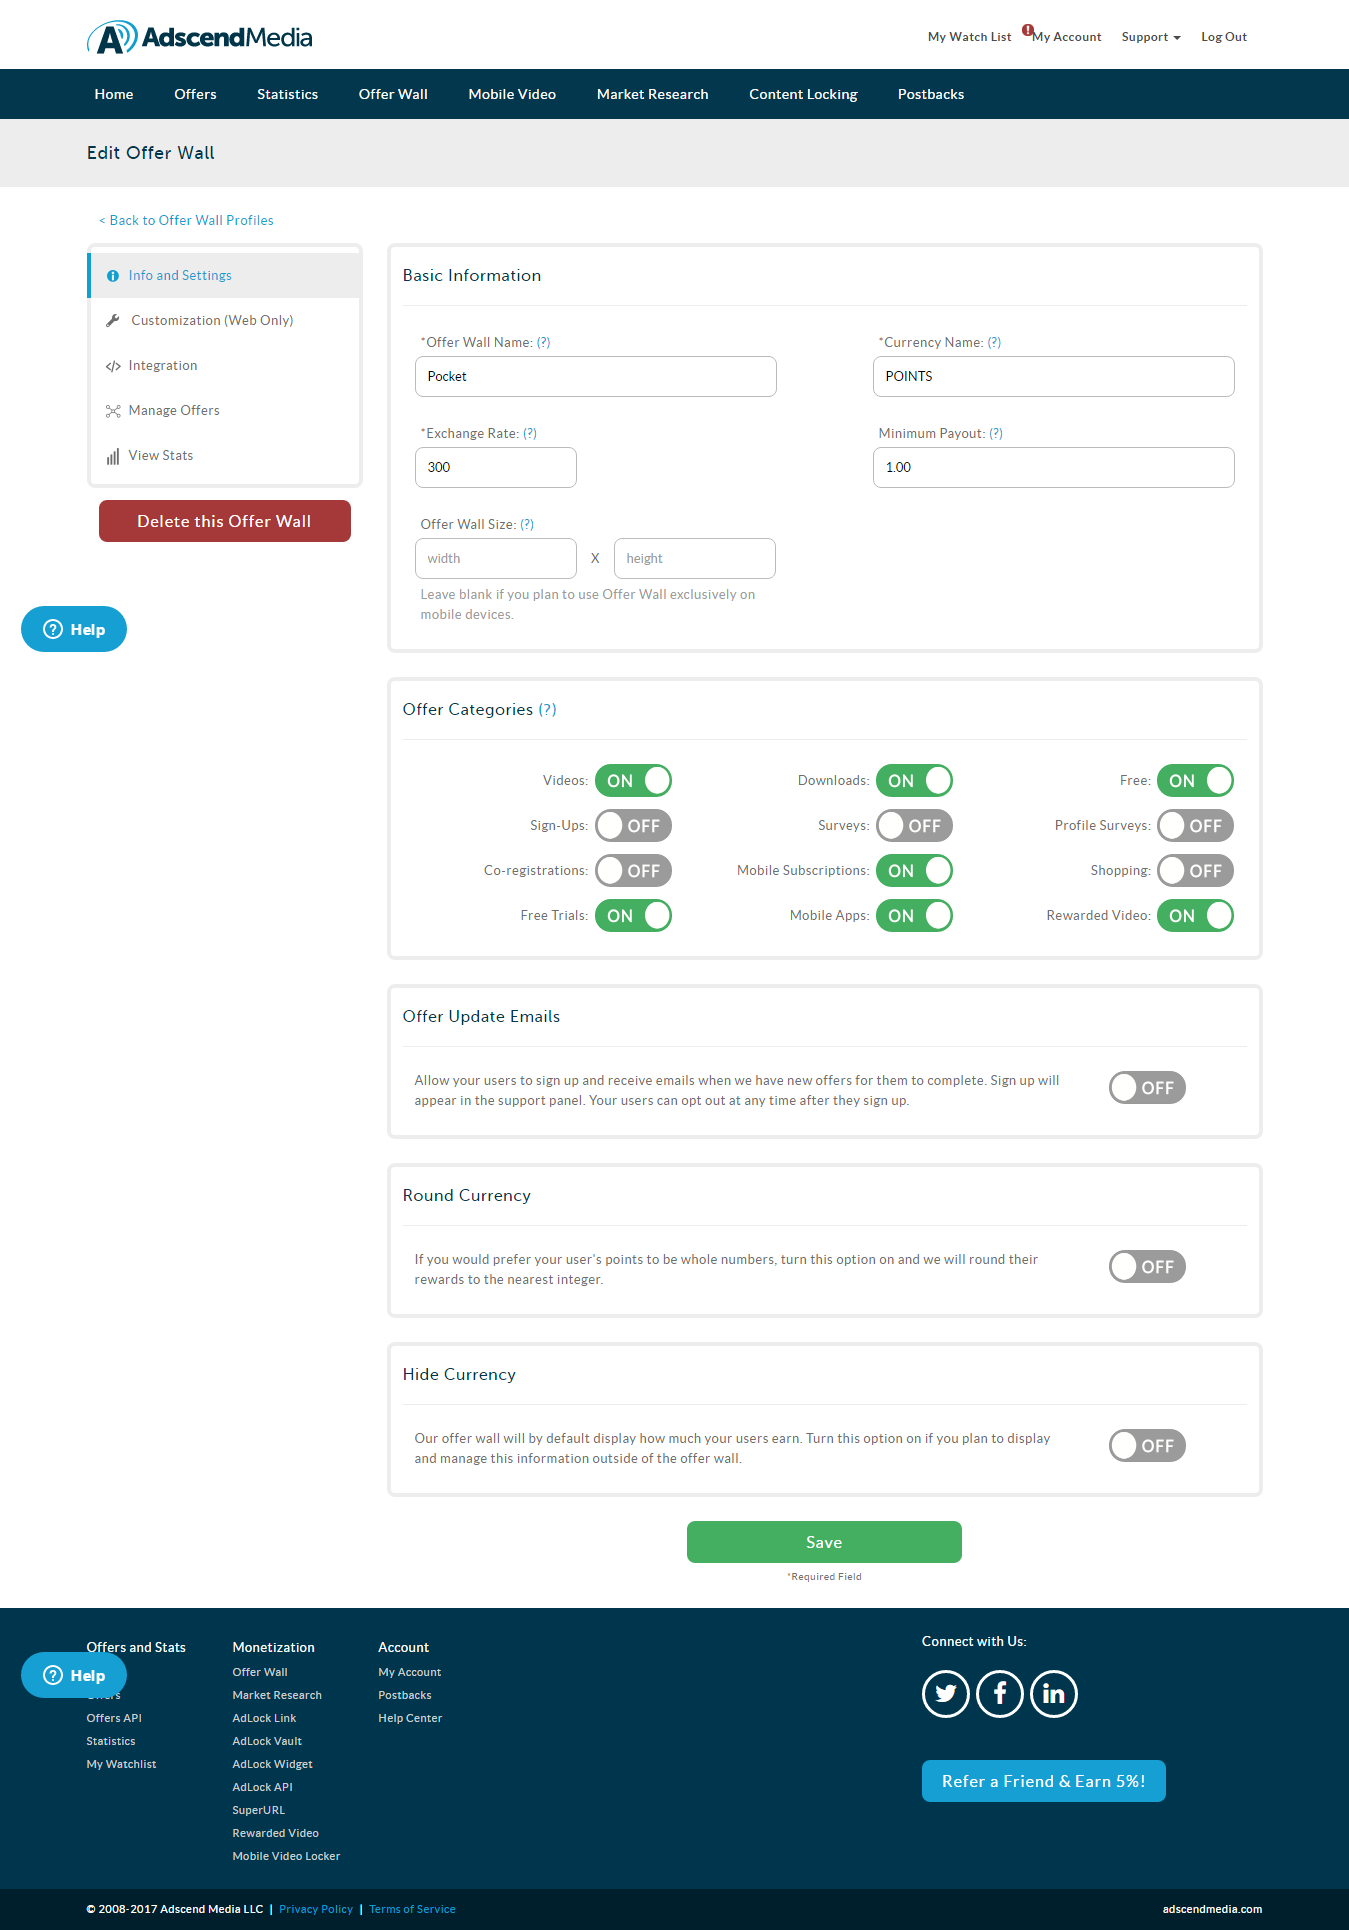 AdscendMedia
My Watch List
My Account
Support
Log Out
Home
Offers
Statistics
Offer Wall
Mobile Video
Market Research
Content Locking
Postbacks
Edit Offer Wall
< Back to Offer Wall Profiles
Info and Settings
Customization (Web Only)
Integration
Manage Offers
View Stats
Delete this Offer Wall
Help
Basic Information
*Offer Wall Name: (?)
Pocket
*Currency Name: (?)
POINTS
*Exchange Rate: (?)
300
Minimum Payout: (?)
1.00
Offer Wall Size: (?)
width X height
Leave blank if you plan to use Offer Wall exclusively on
mobile devices.
Offer Categories (?)
Videos: ON
Downloads: ON
Free: ON
Sign-Ups: OFF
Surveys: OFF
Profile Surveys: OFF
Co-registrations: OFF
Mobile Subscriptions: ON
Shopping: OFF
Free Trials: ON
Mobile Apps: ON
Rewarded Video: ON
Offer Update Emails
Allow your users to sign up and receive emails when we have new offers for them to complete. Sign up will
appear in the support panel. Your users can opt out at any time after they sign up.
OFF
Round Currency
If you would prefer your user's points to be whole numbers, turn this option on and we will round their
rewards to the nearest integer.
OFF
Hide Currency
Our offer wall will by default display how much your users earn. Turn this option on if you plan to display
and manage this information outside of the offer wall.
OFF
Save
*Required Field
Offers and Stats
Help
Offers
Offers API
Statistics
My Watchlist
Monetization
Offer Wall
Market Research
AdLock Link
AdLock Vault
AdLock Widget
AdLock API
SuperURL
Rewarded Video
Mobile Video Locker
Account
My Account
Postbacks
Help Center
Connect with Us:
Refer a Friend & Earn 5%!
© 2008-2017 Adscend Media LLC | Privacy Policy | Terms of Service
adscendmedia.com